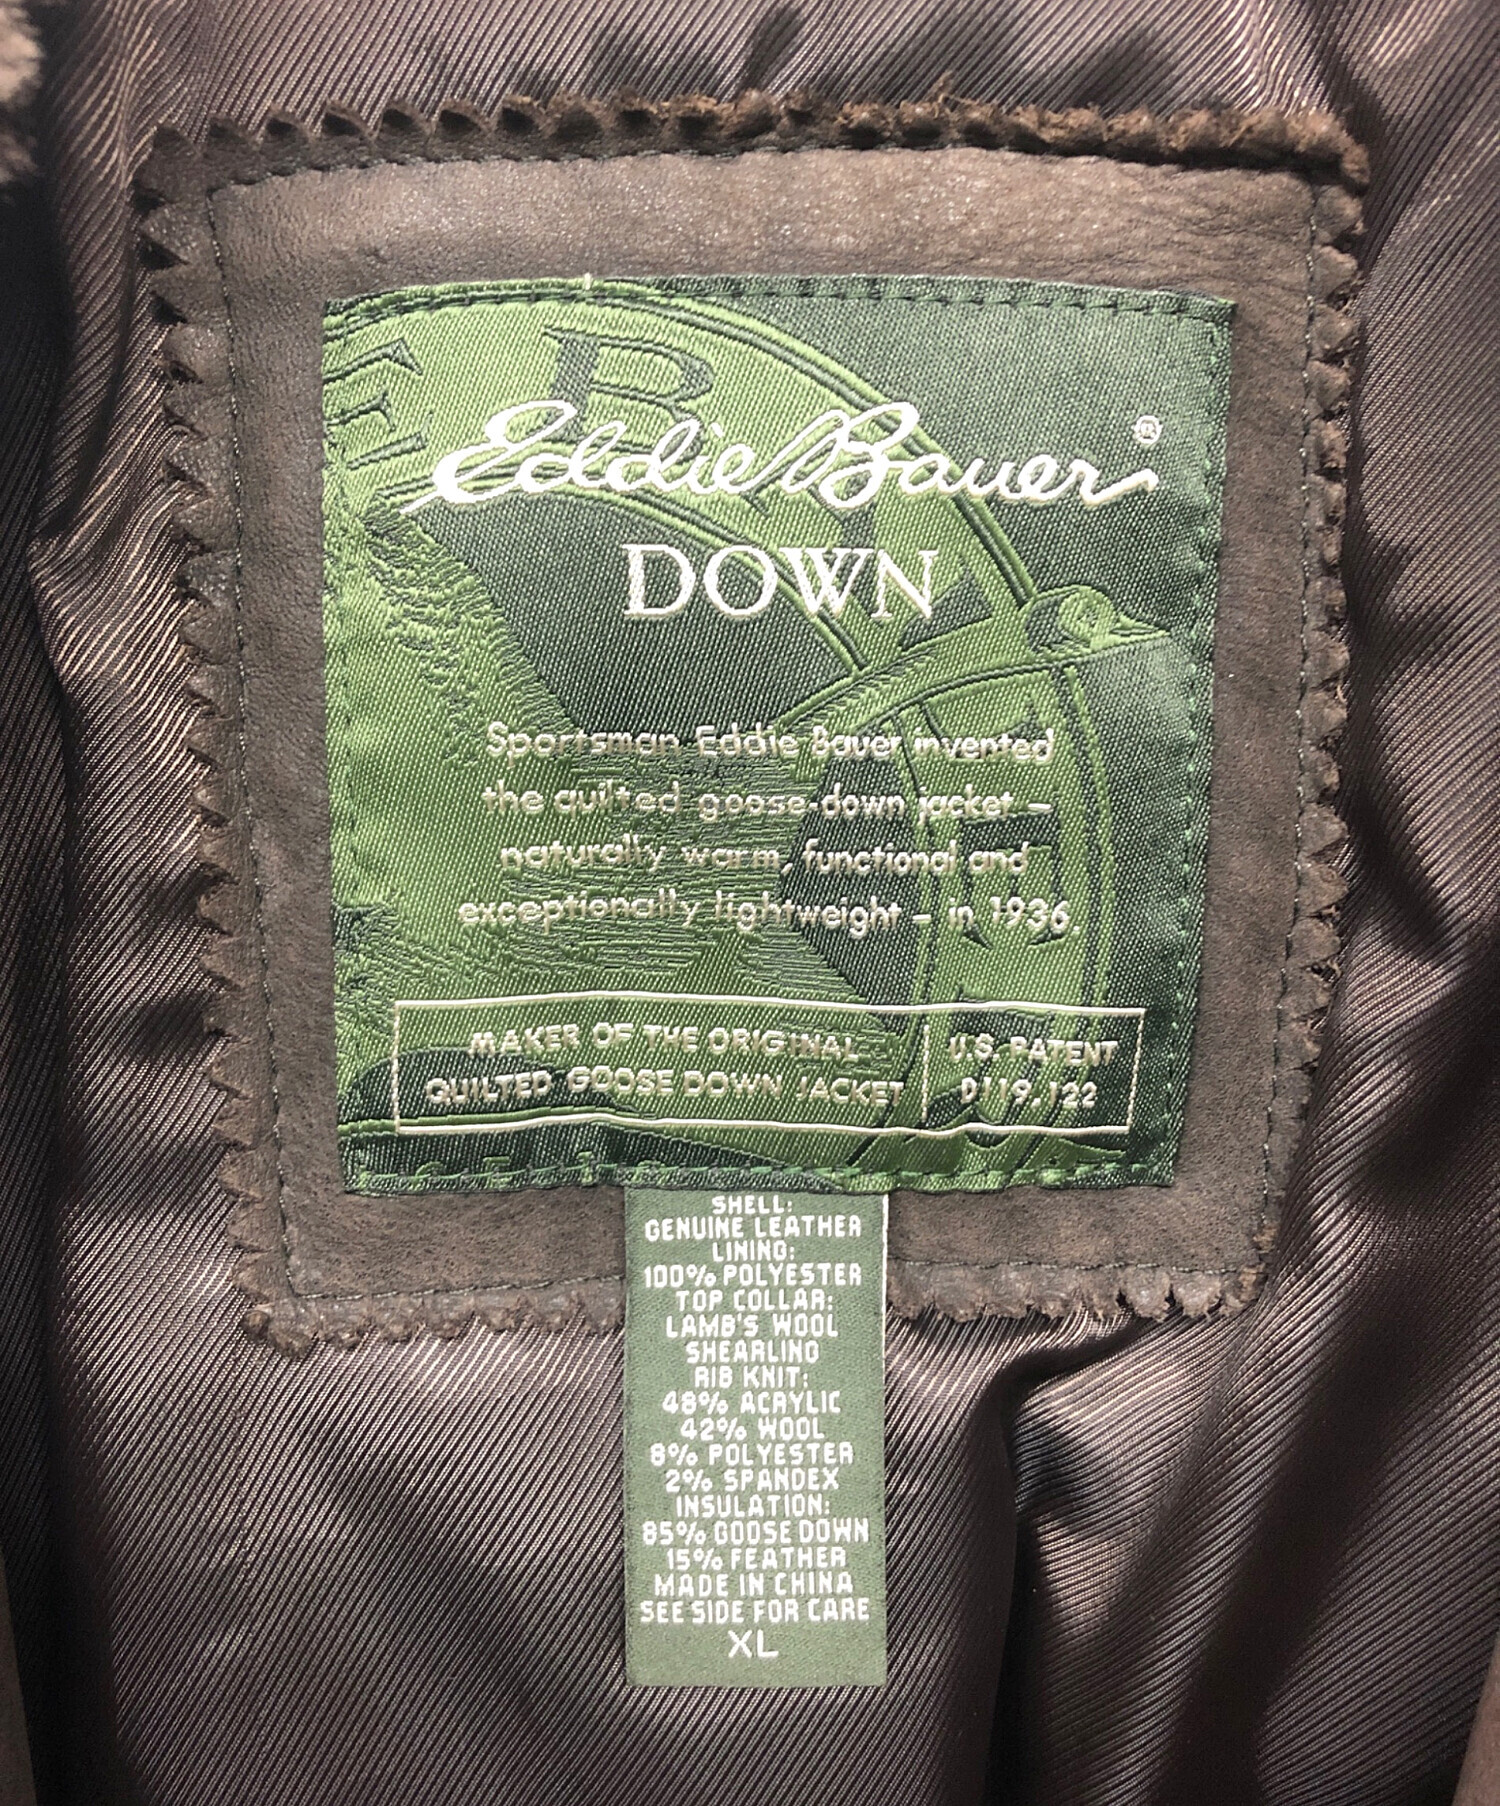 Eddie Bauer®
DOWN
Sportsman Eddie Bauer invented
the quilted goose-down jacket –
naturally warm, functional and
exceptionally lightweight – in 1936.
MAKER OF THE ORIGINAL
QUILTED GOOSE DOWN JACKET
U.S. PATENT
D119,122
SHELL:
GENUINE LEATHER
LINING:
100% POLYESTER
TOP COLLAR:
LAMB'S WOOL
SHEARLING
RIB KNIT:
48% ACRYLIC
42% WOOL
8% POLYESTER
2% SPANDEX
INSULATION:
85% GOOSE DOWN
15% FEATHER
MADE IN CHINA
SEE SIDE FOR CARE
XL